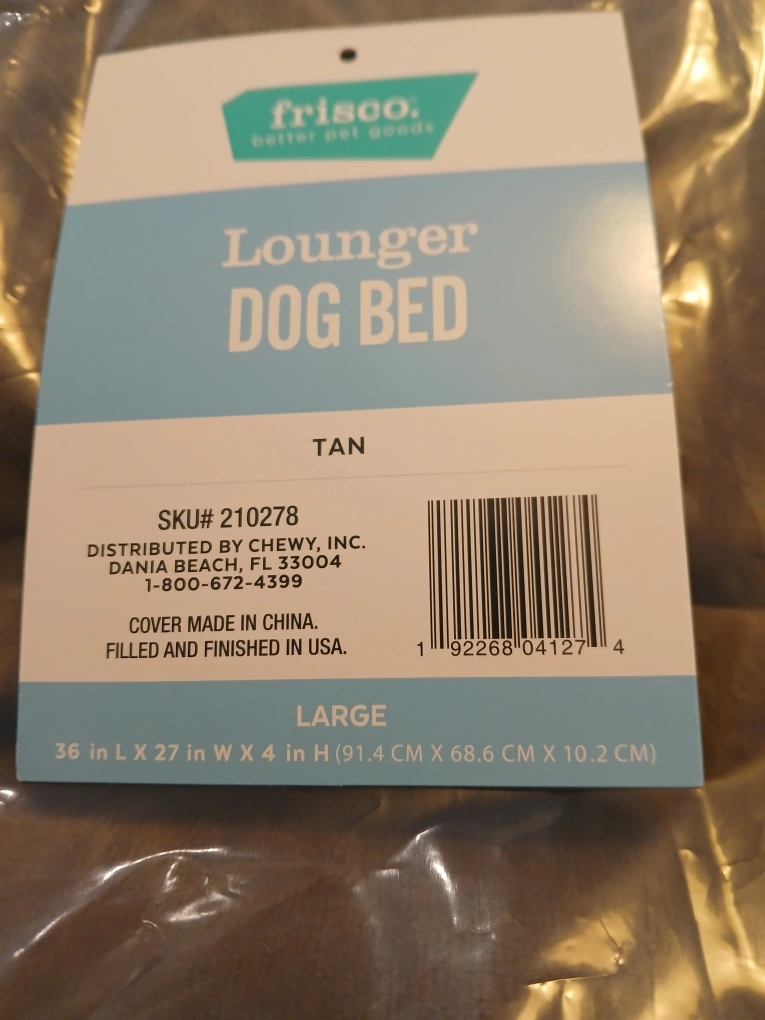 frisco.
better pet goods
Lounger
DOG BED
TAN
SKU# 210278
DISTRIBUTED BY CHEWY, INC.
DANIA BEACH, FL 33004
1-800-672-4399
COVER MADE IN CHINA.
FILLED AND FINISHED IN USA.
1 92268 04127 4
LARGE
36 in L X 27 in W X 4 in H (91.4 CM X 68.6 CM X 10.2 CM)